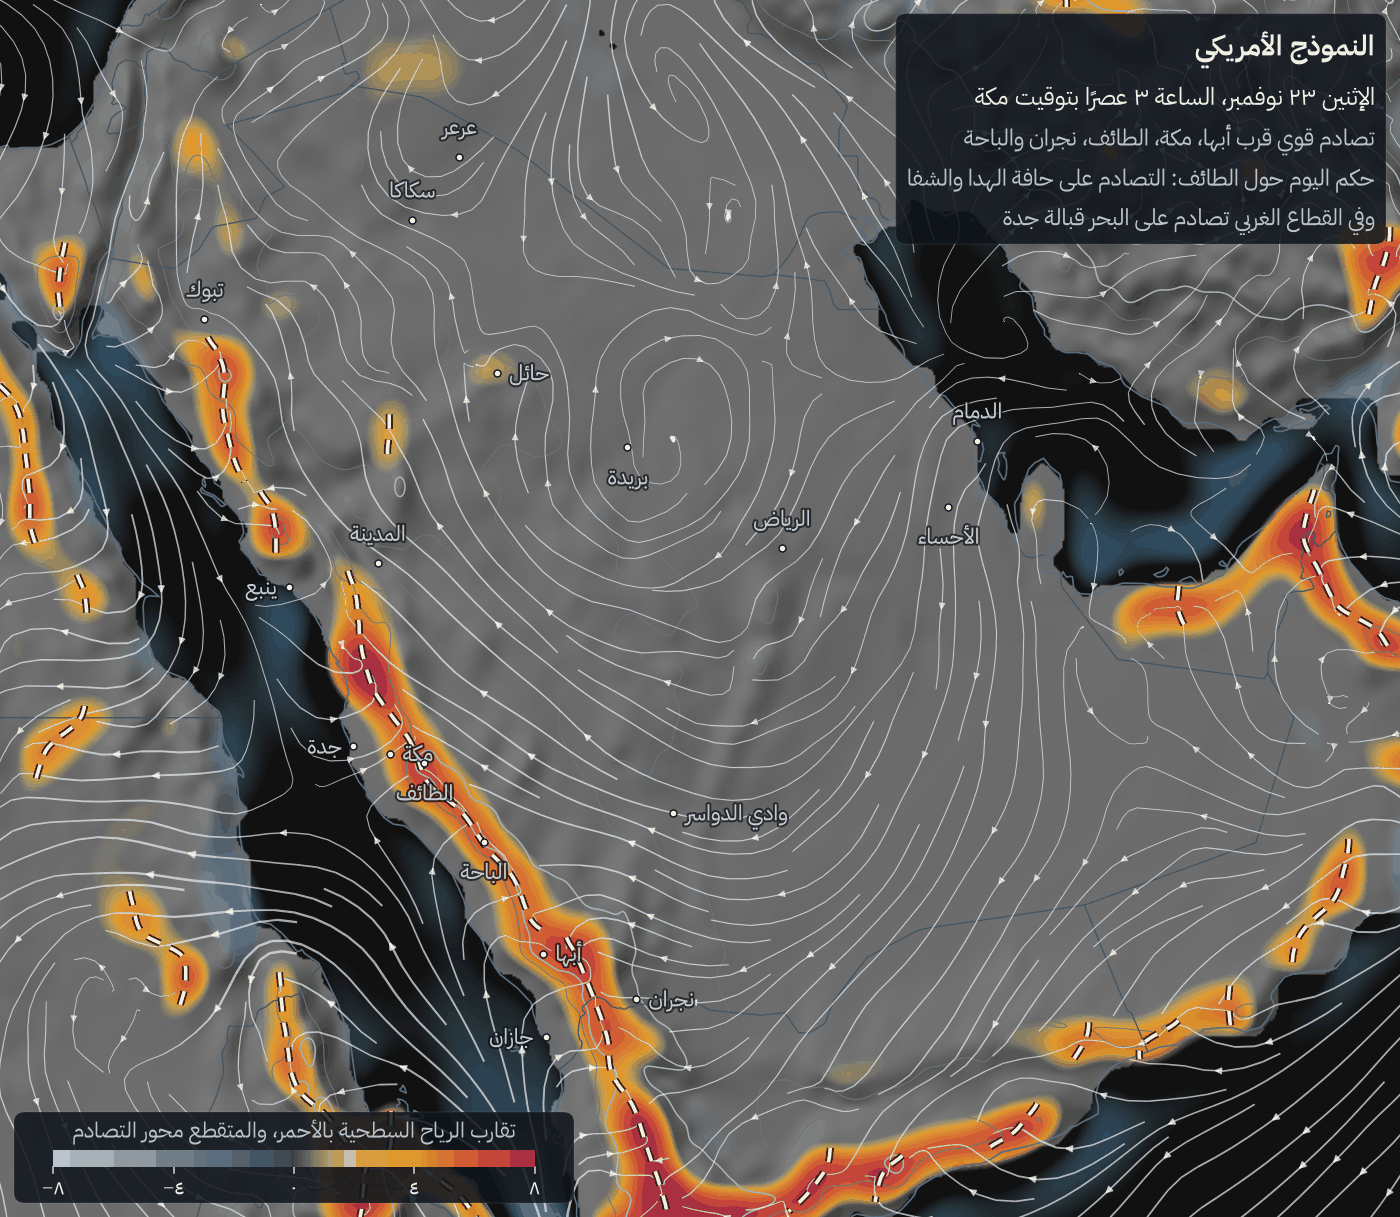 النموذج الأمريكي
الإثنين ٢٣ نوفمبر، الساعة ٣ عصرًا بتوقيت مكة
تصادم قوي قرب أبها، مكة، الطائف، نجران والباحة
حكم اليوم حول الطائف: التصادم على حافة الهدا والشفا
وفي القطاع الغربي تصادم على البحر قبالة جدة
عرعر
سكاكا
تبوك
حائل
الدمام
بريدة
الرياض
المدينة
الأحساء
ينبع
جدة
مكة
الطائف
وادي الدواسر
الباحة
أبها
نجران
جازان
تقارب الرياح السطحية بالأحمر، والمتقطع محور التصادم
−٨ −٤ ٠ ٤ ٨